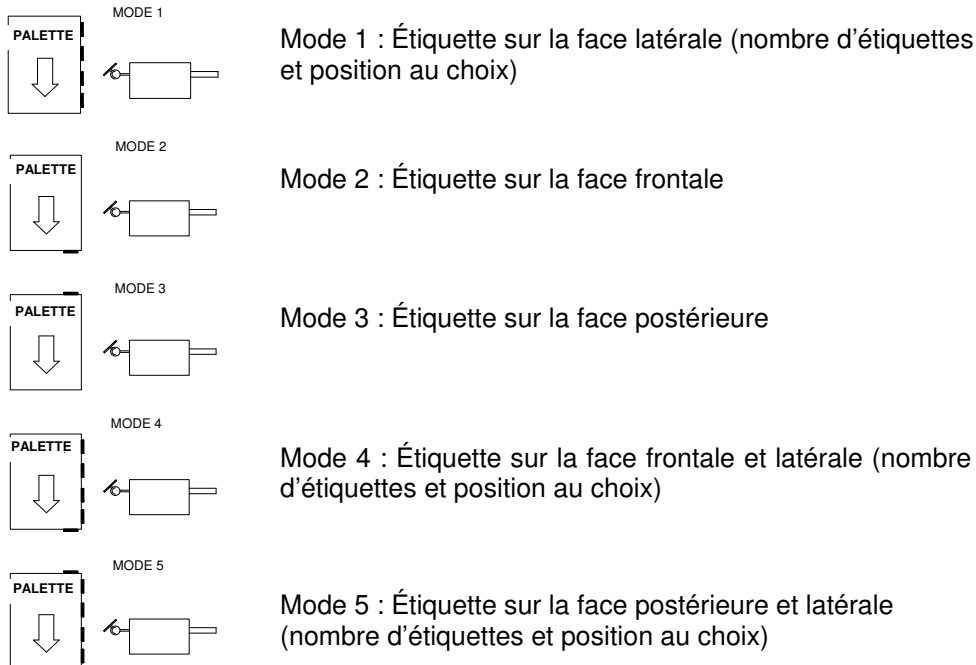 MODE 1
PALETTE
Mode 1 : Étiquette sur la face latérale (nombre d’étiquettes
et position au choix)
MODE 2
PALETTE
Mode 2 : Étiquette sur la face frontale
MODE 3
PALETTE
Mode 3 : Étiquette sur la face postérieure
MODE 4
PALETTE
Mode 4 : Étiquette sur la face frontale et latérale (nombre
d’étiquettes et position au choix)
MODE 5
PALETTE
Mode 5 : Étiquette sur la face postérieure et latérale
(nombre d’étiquettes et position au choix)